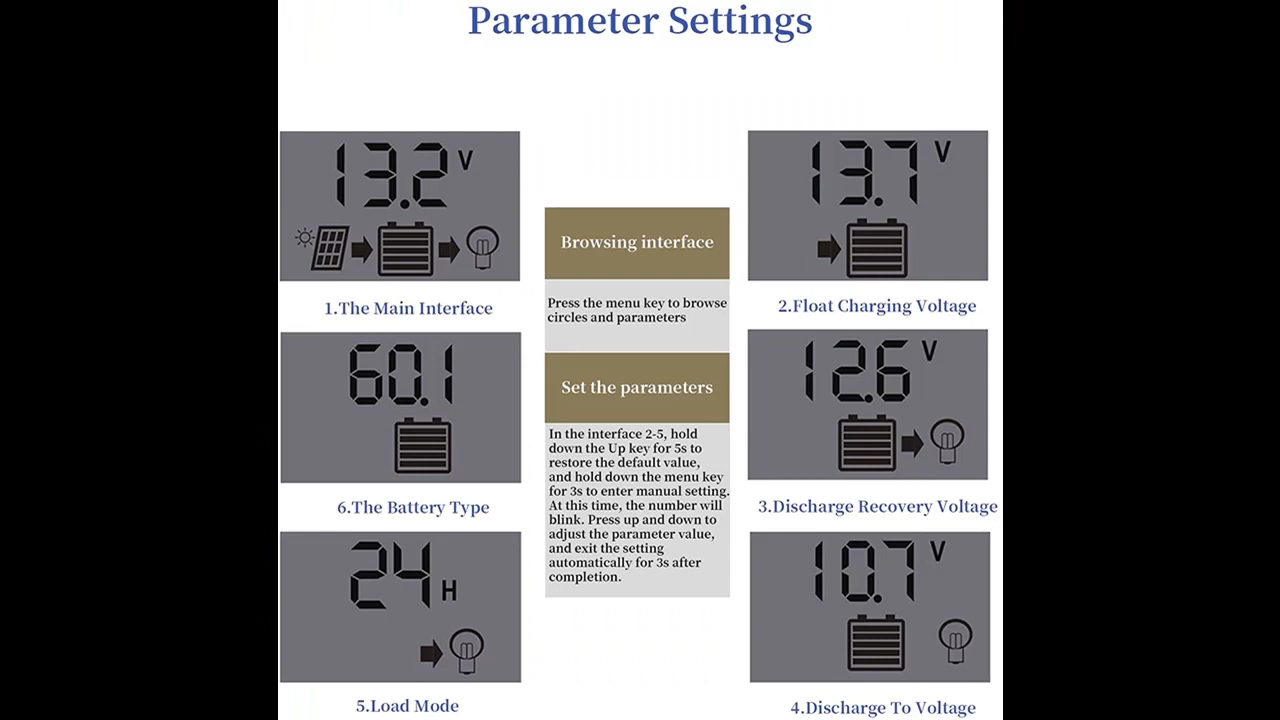 Parameter Settings
13.2 V
1.The Main Interface
60.1
6.The Battery Type
24 H
5.Load Mode
Browsing interface
Press the menu key to browse
circles and parameters
Set the parameters
In the interface 2-5, hold
down the Up key for 5s to
restore the default value,
and hold down the menu key
for 3s to enter manual setting.
At this time, the number will
blink. Press up and down to
adjust the parameter value,
and exit the setting
automatically for 3s after
completion.
13.7 V
2.Float Charging Voltage
12.6 V
3.Discharge Recovery Voltage
10.7 V
4.Discharge To Voltage